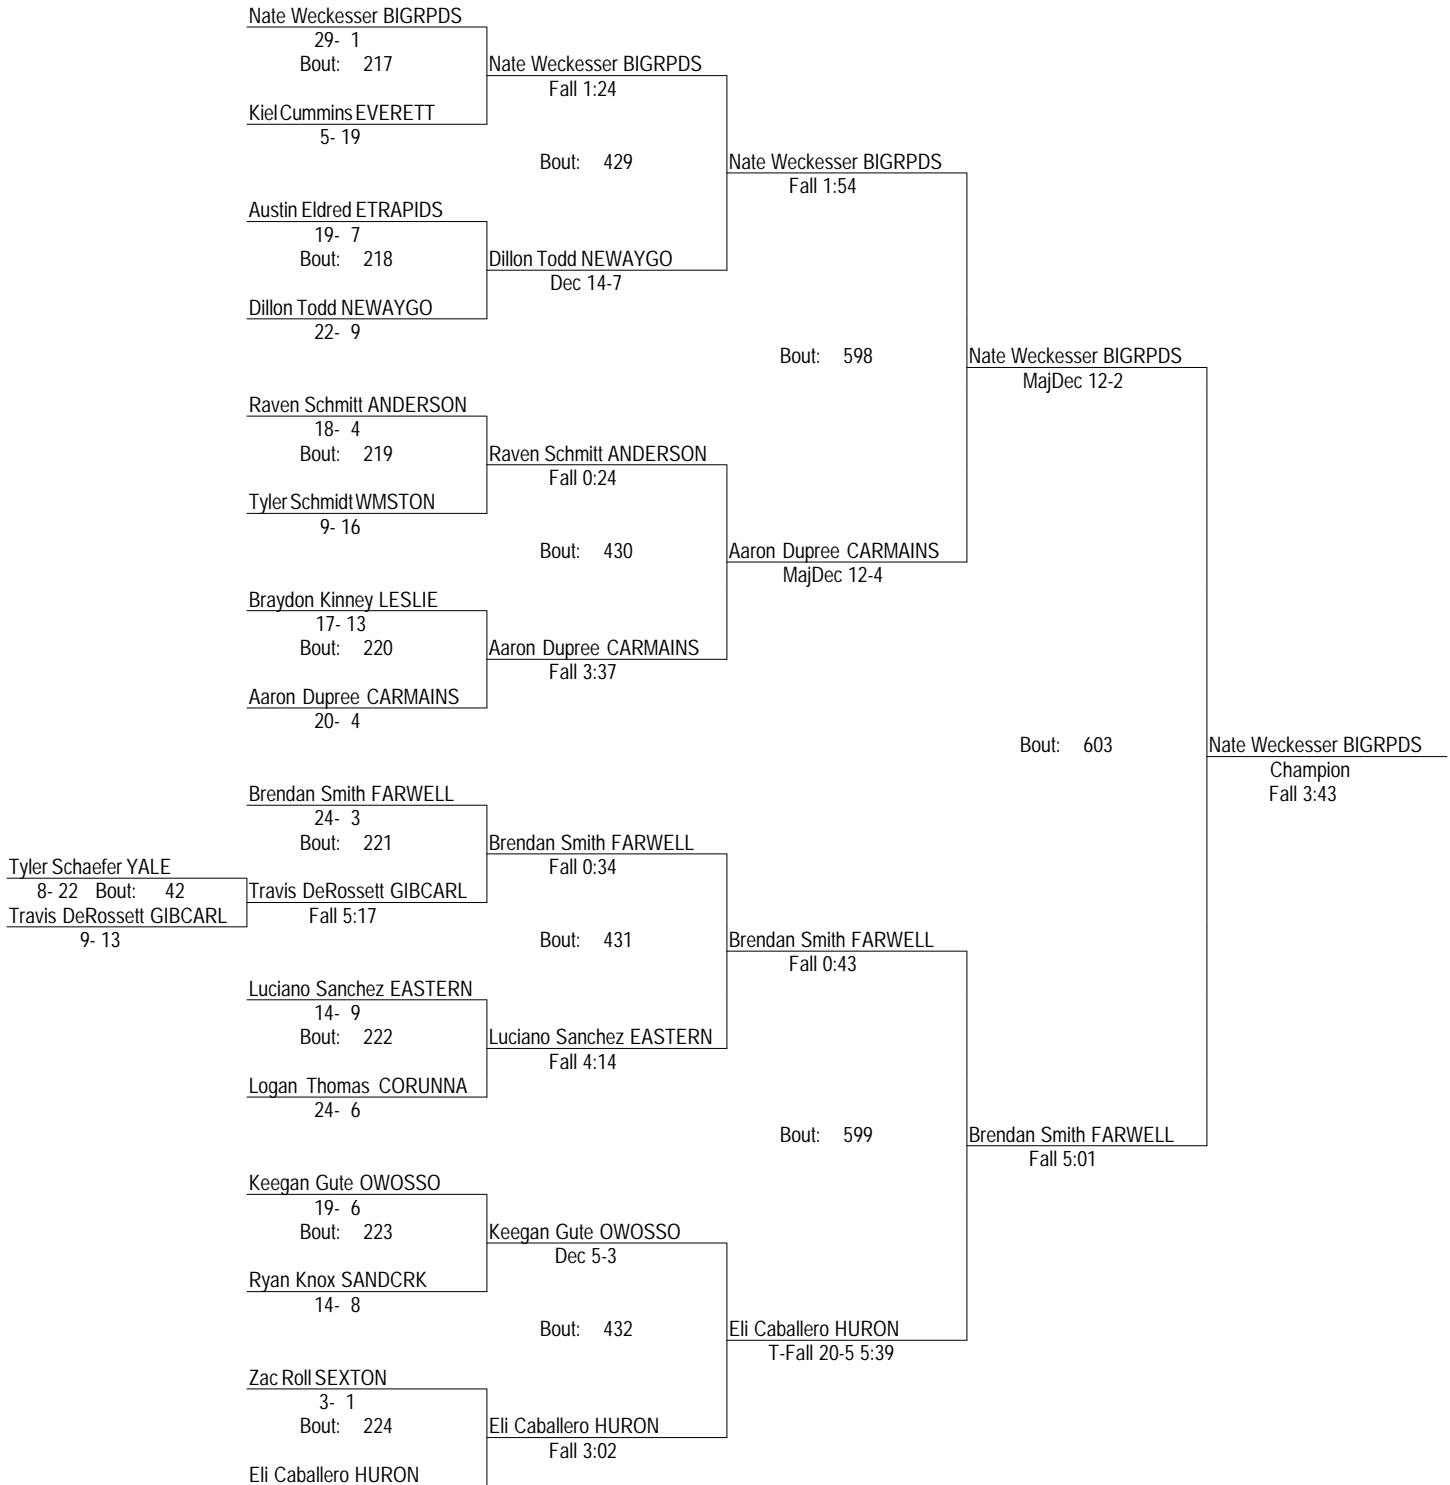 Nate Weckesser BIGRPDS
29- 1
Bout: 217
Nate Weckesser BIGRPDS
Fall 1:24
Kiel Cummins EVERETT
5- 19
Bout: 429
Nate Weckesser BIGRPDS
Fall 1:54
Austin Eldred ETRAPIDS
19- 7
Bout: 218
Dillon Todd NEWAYGO
Dec 14-7
Dillon Todd NEWAYGO
22- 9
Bout: 598
Nate Weckesser BIGRPDS
MajDec 12-2
Raven Schmitt ANDERSON
18- 4
Bout: 219
Raven Schmitt ANDERSON
Fall 0:24
Tyler Schmidt WMSTON
9- 16
Bout: 430
Aaron Dupree CARMAINS
MajDec 12-4
Braydon Kinney LESLIE
17- 13
Bout: 220
Aaron Dupree CARMAINS
Fall 3:37
Aaron Dupree CARMAINS
20- 4
Bout: 603
Nate Weckesser BIGRPDS
Champion
Fall 3:43
Brendan Smith FARWELL
24- 3
Bout: 221
Brendan Smith FARWELL
Fall 0:34
Tyler Schaefer YALE
8- 22 Bout: 42
Travis DeRossett GIBCARL
Fall 5:17
Travis DeRossett GIBCARL
9- 13
Bout: 431
Brendan Smith FARWELL
Fall 0:43
Luciano Sanchez EASTERN
14- 9
Bout: 222
Luciano Sanchez EASTERN
Fall 4:14
Logan Thomas CORUNNA
24- 6
Bout: 599
Brendan Smith FARWELL
Fall 5:01
Keegan Gute OWOSSO
19- 6
Bout: 223
Keegan Gute OWOSSO
Dec 5-3
Ryan Knox SANDCRK
14- 8
Bout: 432
Eli Caballero HURON
T-Fall 20-5 5:39
Zac Roll SEXTON
3- 1
Bout: 224
Eli Caballero HURON
Fall 3:02
Eli Caballero HURON